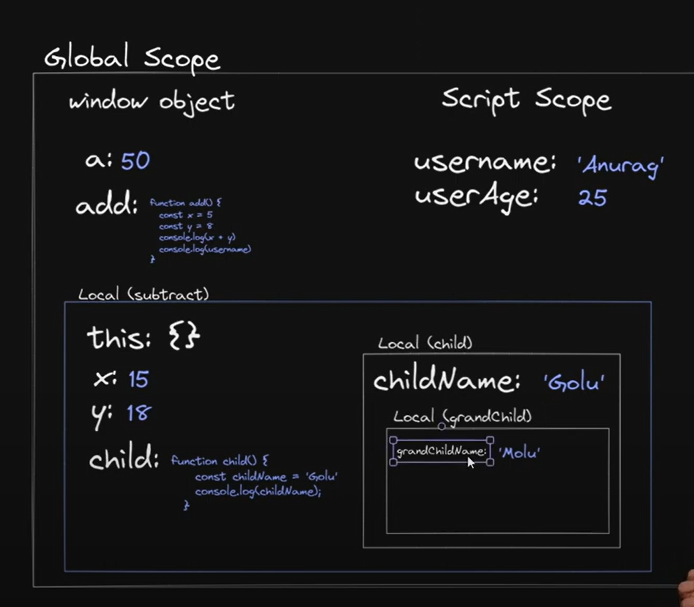 Global Scope
window object
Script Scope
a: 50
username: 'Anurag'
add:
function add() {
const x = 5
const y = 8
console.log(x + y)
console.log(username)
}
userAge: 25
Local (subtract)
this: {}
x: 15
y: 18
child:
function child() {
const childName = 'Golu'
console.log(childName);
}
Local (child)
childName: 'Golu'
Local (grandChild)
grandChildName: 'Molu'